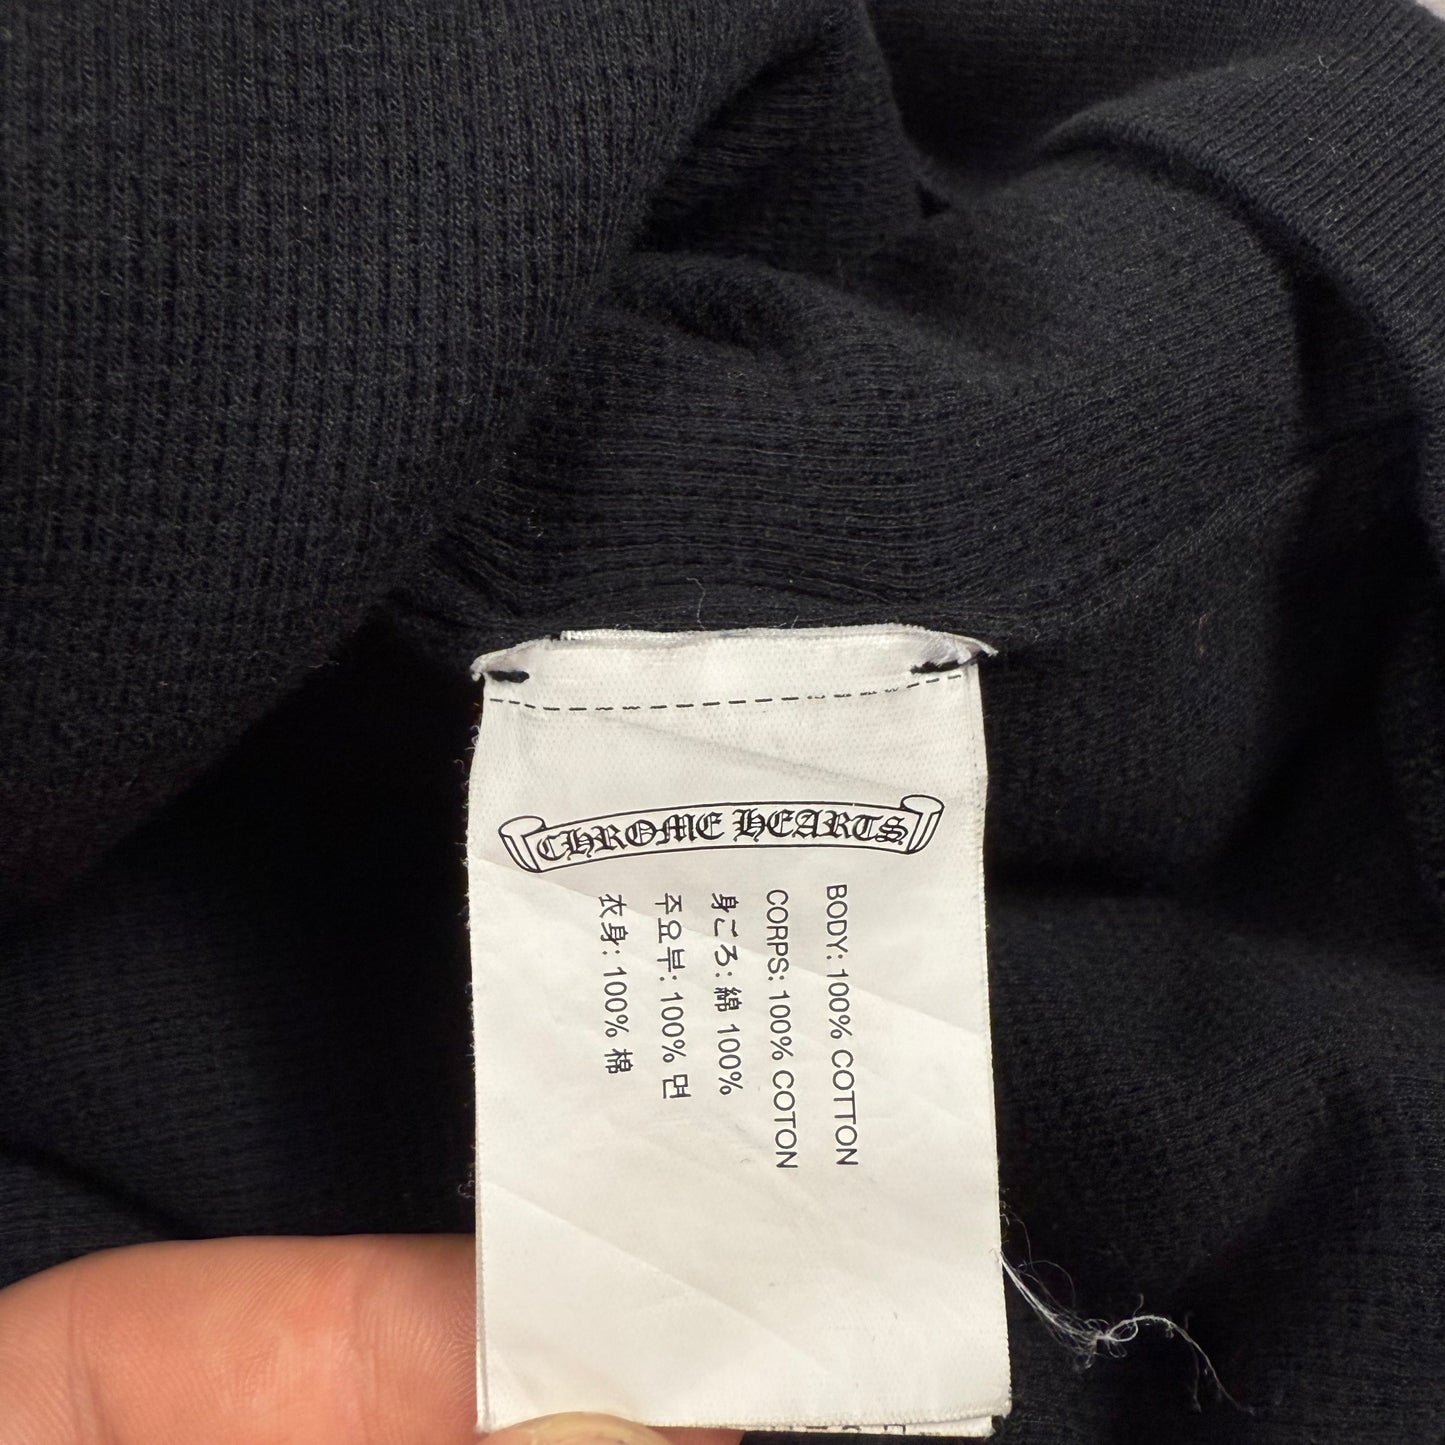 CHROME HEARTS
BODY: 100% COTTON
CORPS: 100% COTON
身ごろ: 綿 100%
주요부: 100% 면
衣身: 100% 棉